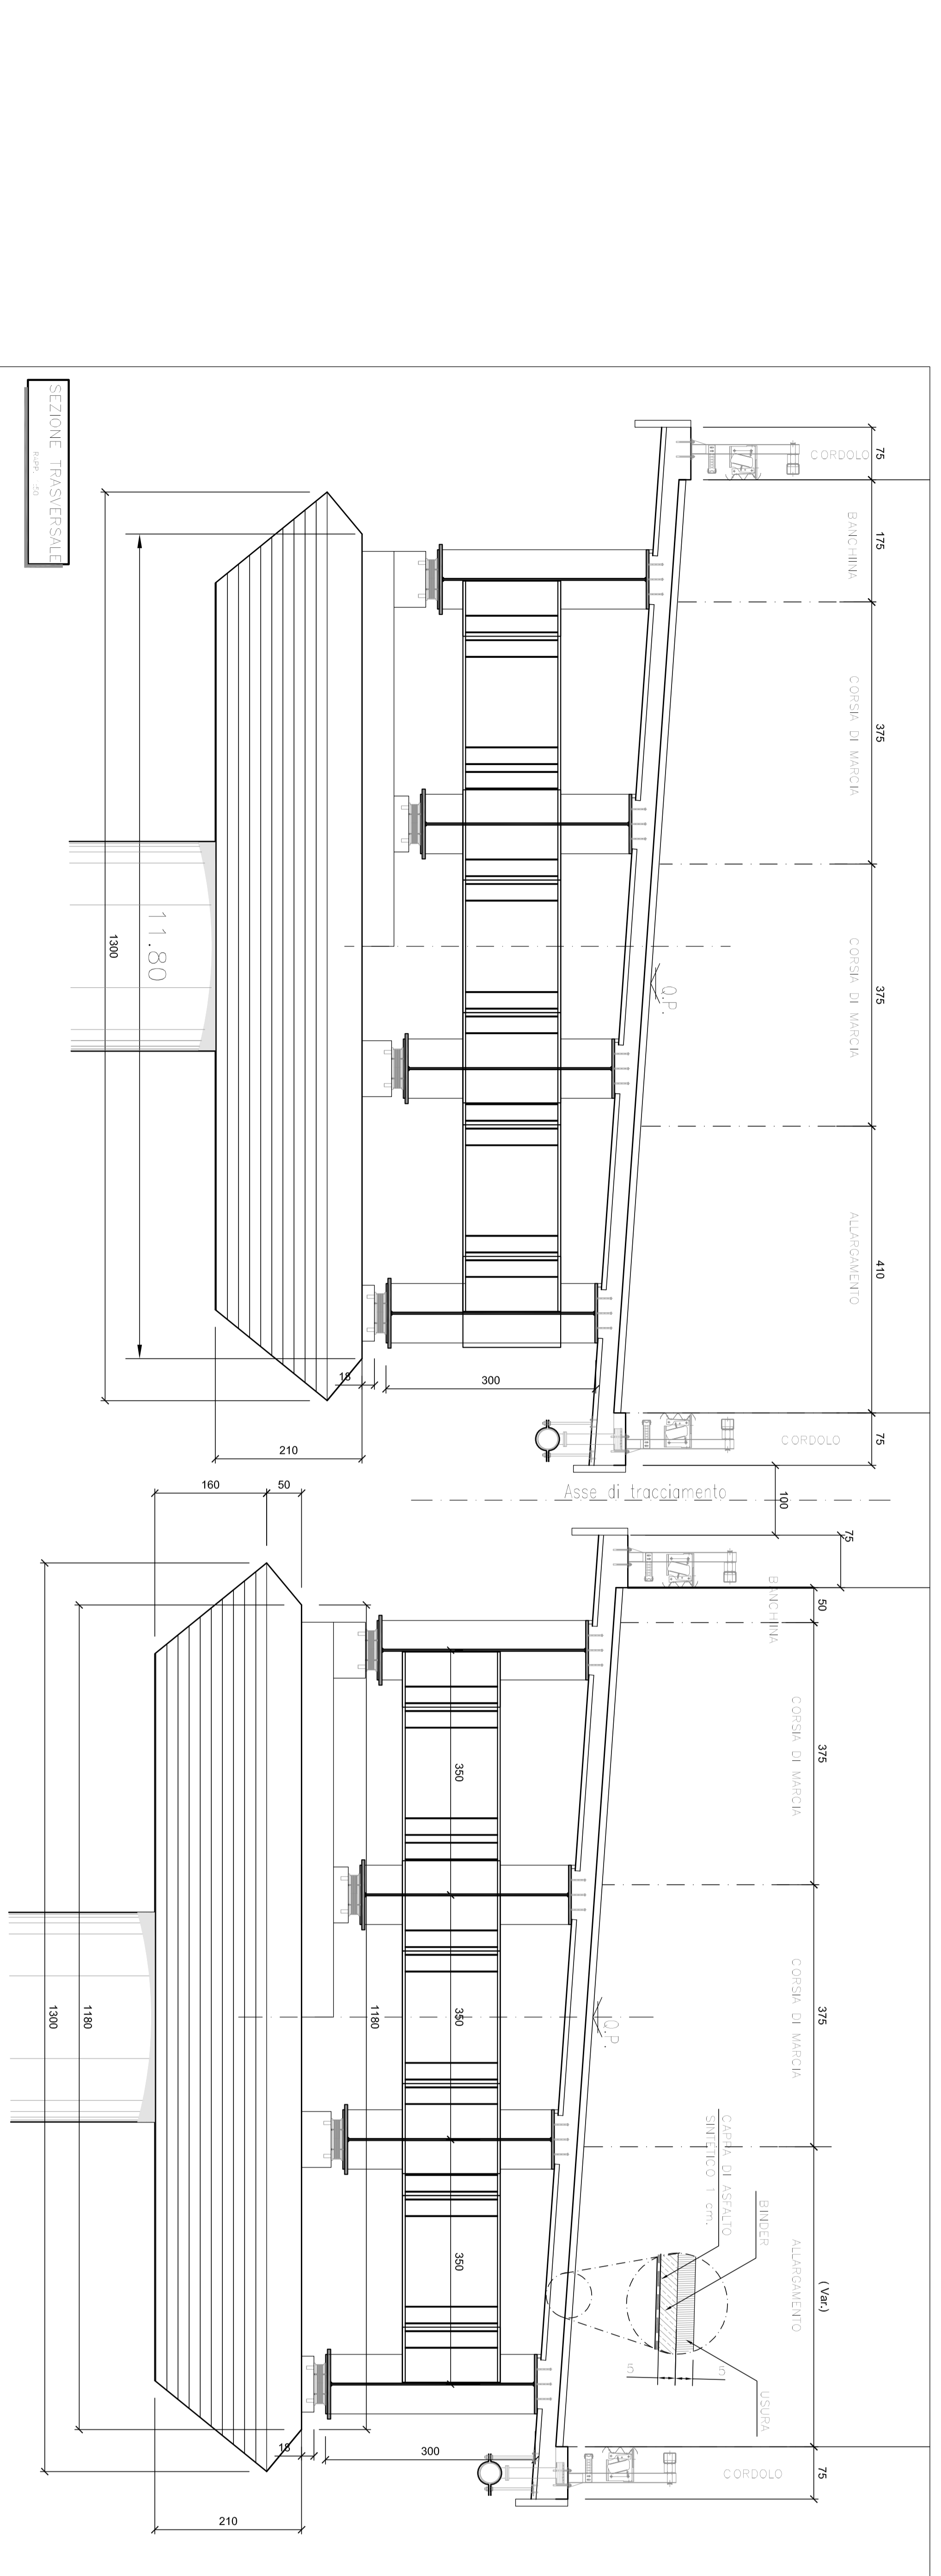 75
CORDOLO
175
BANCHINA
375
CORSIA DI MARCIA
375
CORSIA DI MARCIA
410
ALLARGAMENTO
75
CORDOLO
Q.P.
300
18
210
11.80
1300
SEZIONE TRASVERSALE
Asse di tracciamento
100
75
50
BANCHINA
375
CORSIA DI MARCIA
375
CORSIA DI MARCIA
(Var.)
ALLARGAMENTO
75
CORDOLO
CAPPA DI ASFALTO
SINTETICO 1 cm.
BINDER
USURA
5
5
Q.P.
350
350
350
1180
300
18
210
160
50
1180
1300